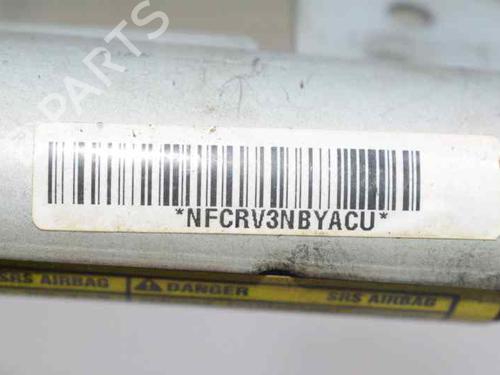 PARTS
*NFCRV3NBYACU*
SRS AIRBAG ⚠ DANGER SRS AIRBAG